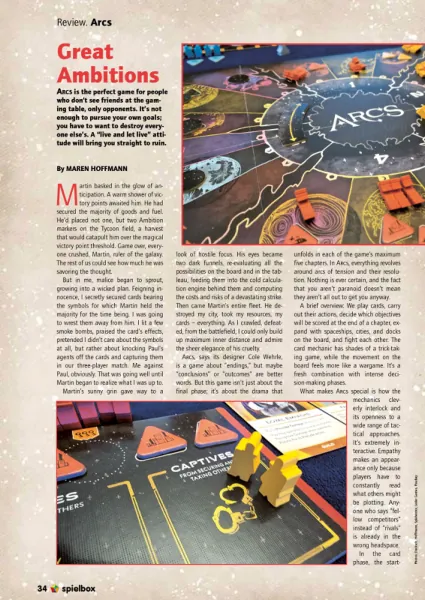 Review. Arcs
Great
Ambitions
ARCS is the perfect game for people
who don't see friends at the gam-
ing table, only opponents. It's not
enough to pursue your own goals;
you have to want to destroy every-
one else's. A "live and let live" atti-
tude will bring you straight to ruin.
By MAREN HOFFMANN
Martin basked in the glow of an-
ticipation. A warm shower of vic-
tory points awaited him. He had
secured the majority of goods and fuel.
He'd placed not one, but two Ambition
markers on the Tycoon field, a harvest
that would catapult him over the magical
victory point threshold. Game over, every-
one crushed, Martin, ruler of the galaxy.
The rest of us could see how much he was
savoring the thought.
But in me, malice began to sprout,
growing into a wicked plan. Feigning in-
nocence, I secretly secured cards bearing
the symbols for which Martin held the
majority for the time being. I was going
to wrest them away from him. I lit a few
smoke bombs, praised the card's effects,
pretended I didn't care about the symbols
at all, but rather about knocking Paul's
agents off the cards and capturing them
in our three-player match. Me against
Paul, obviously. That was going well until
Martin began to realize what I was up to.
Martin's sunny grin gave way to a
look of hostile focus. His eyes became
two dark funnels, re-evaluating all the
possibilities on the board and in the tab-
leau, feeding them into the cold calcula-
tion engine behind them and computing
the costs and risks of a devastating strike.
Then came Martin's entire fleet. He de-
stroyed my city, took my resources, my
cards – everything. As I crawled, defeat-
ed, from the battlefield, I could only build
up maximum inner distance and admire
the sheer elegance of his cruelty.
Arcs, says its designer Cole Wehrle,
is a game about "endings," but maybe
"conclusions" or "outcomes" are better
words. But this game isn't just about the
final phase; it's about the drama that
unfolds in each of the game's maximum
five chapters. In Arcs, everything revolves
around arcs of tension and their resolu-
tion. Nothing is ever certain, and the fact
that you aren't paranoid doesn't mean
they aren't all out to get you anyway.
A brief overview: We play cards, carry
out their actions, decide which objectives
will be scored at the end of a chapter, ex-
pand with spaceships, cities, and docks
on the board, and fight each other. The
card mechanic has shades of a trick-tak-
ing game, while the movement on the
board feels more like a wargame. It's a
fresh combination with intense deci-
sion-making phases.
What makes Arcs special is how the
mechanics clev-
erly interlock and
its openness to a
wide range of tac-
tical approaches.
It's extremely in-
teractive. Empathy
makes an appear-
ance only because
players have to
constantly read
what others might
be plotting. Any-
one who says "fel-
low competitors"
instead of "rivals"
is already in the
wrong headspace.
In the card
phase, the start-
ARCS
4
CAPTIVES
FROM SECURING AND
TAKING OTHER
ES
THERS
34 spielbox